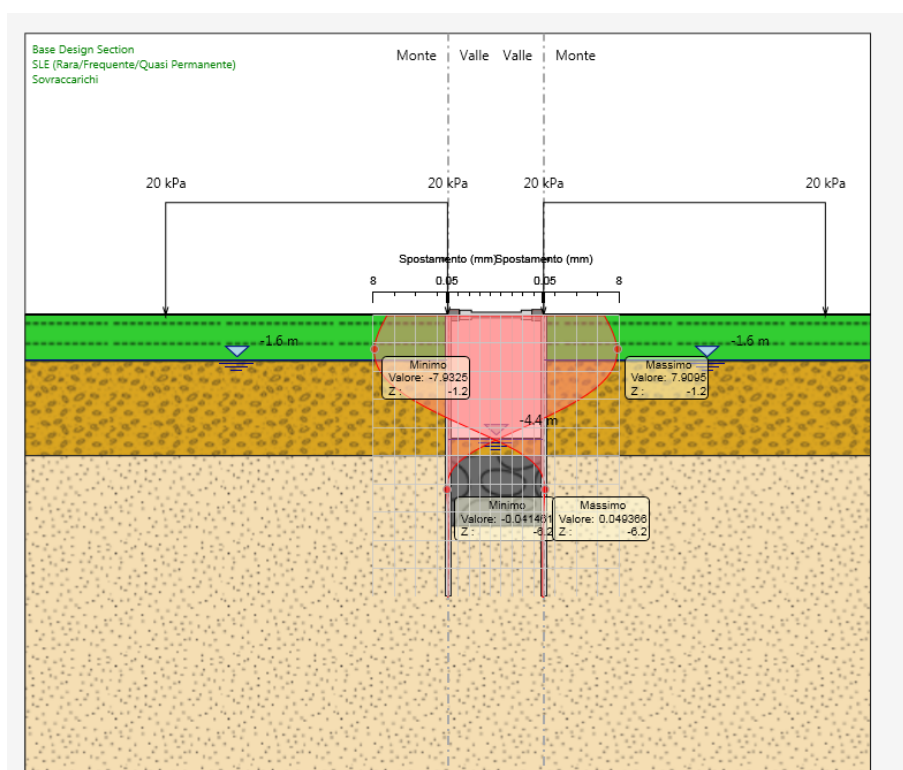 Base Design Section
SLE (Rara/Frequente/Quasi Permanente)
Sovraccarichi
Monte Valle Valle Monte
20 kPa 20 kPa 20 kPa 20 kPa
Spostamento (mm) Spostamento (mm)
8 0.05 0.05 8
-1.6 m -1.6 m
Minimo
Valore: -7.9325
Z : -1.2
Massimo
Valore: 7.9095
Z : -1.2
-4.4 m
Minimo
Valore: -0.041461
Z : -6.2
Massimo
Valore: 0.049366
Z : -6.2